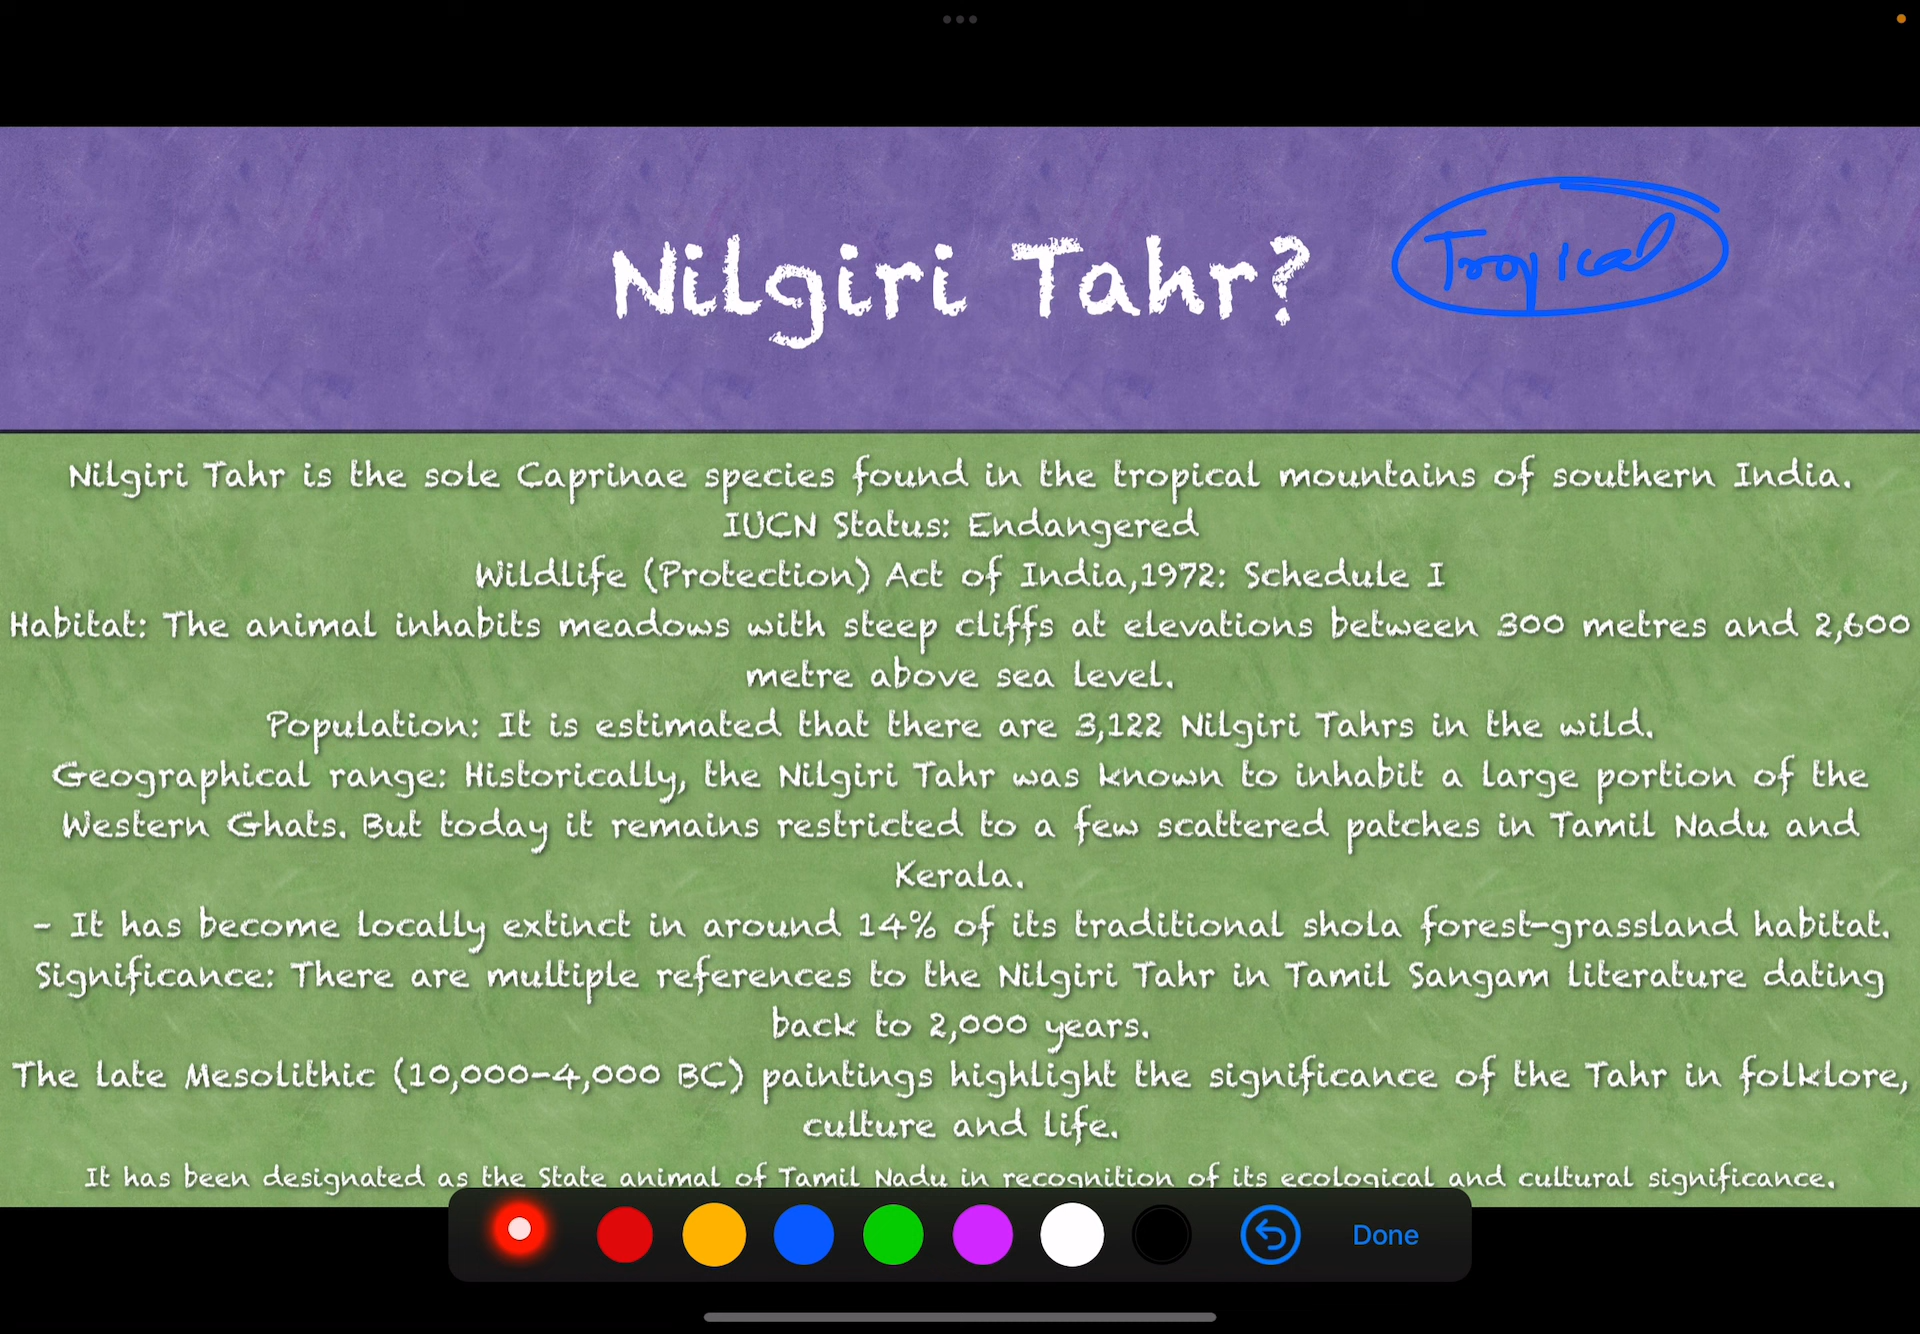 Nilgiri Tahr?
Tropical
Nilgiri Tahr is the sole Caprinae species found in the tropical mountains of southern India.
IUCN Status: Endangered
Wildlife (Protection) Act of India,1972: Schedule I
Habitat: The animal inhabits meadows with steep cliffs at elevations between 300 metres and 2,600
metre above sea level.
Population: It is estimated that there are 3,122 Nilgiri Tahrs in the wild.
Geographical range: Historically, the Nilgiri Tahr was known to inhabit a large portion of the
Western Ghats. But today it remains restricted to a few scattered patches in Tamil Nadu and
Kerala.
- It has become locally extinct in around 14% of its traditional shola forest-grassland habitat.
Significance: There are multiple references to the Nilgiri Tahr in Tamil Sangam literature dating
back to 2,000 years.
The late Mesolithic (10,000-4,000 BC) paintings highlight the significance of the Tahr in folklore,
culture and life.
It has been designated as the State animal of Tamil Nadu in recognition of its ecological and cultural significance.
Done